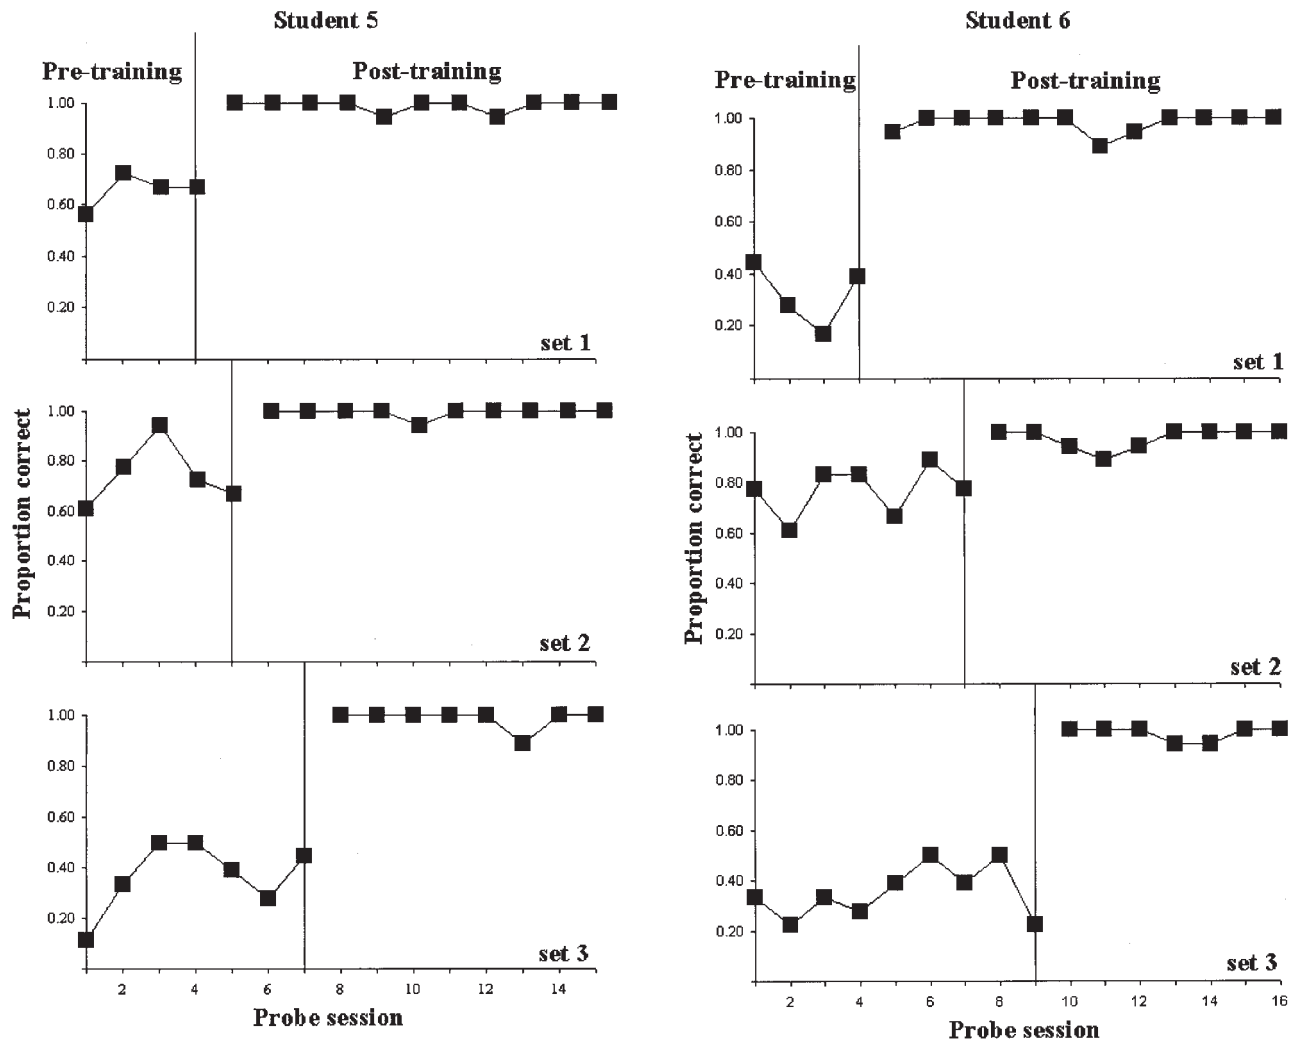 Student 5
Pre-training
Post-training
1.00
0.80
0.60
0.40
0.20
set 1
Proportion correct
1.00
0.80
0.60
0.40
0.20
set 2
1.00
0.80
0.60
0.40
0.20
set 3
2 4 6 8 10 12 14
Probe session
Student 6
Pre-training
Post-training
1.00
0.80
0.60
0.40
0.20
set 1
Proportion correct
1.00
0.80
0.60
0.40
0.20
set 2
1.00
0.80
0.60
0.40
0.20
set 3
2 4 6 8 10 12 14 16
Probe session